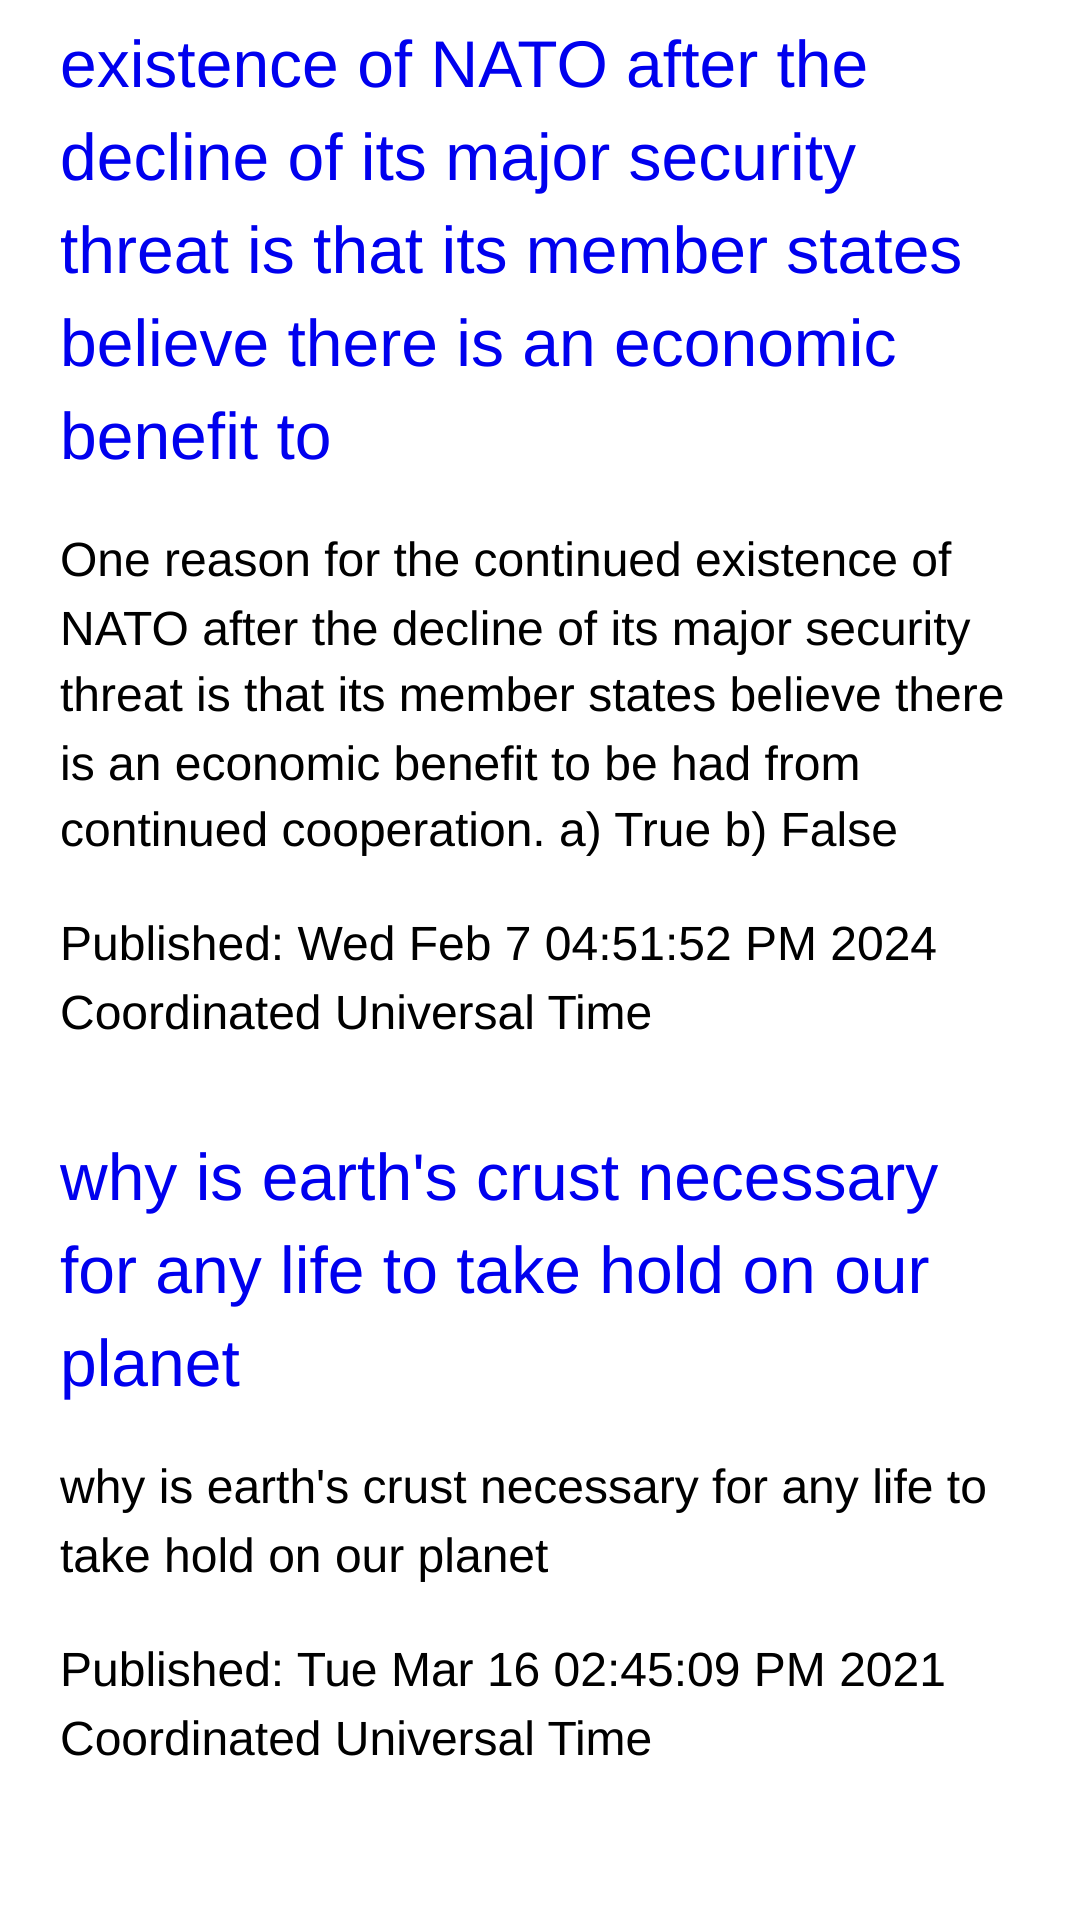 existence of NATO after the
decline of its major security
threat is that its member states
believe there is an economic
benefit to
One reason for the continued existence of
NATO after the decline of its major security
threat is that its member states believe there
is an economic benefit to be had from
continued cooperation. a) True b) False
Published: Wed Feb 7 04:51:52 PM 2024
Coordinated Universal Time
why is earth's crust necessary
for any life to take hold on our
planet
why is earth's crust necessary for any life to
take hold on our planet
Published: Tue Mar 16 02:45:09 PM 2021
Coordinated Universal Time